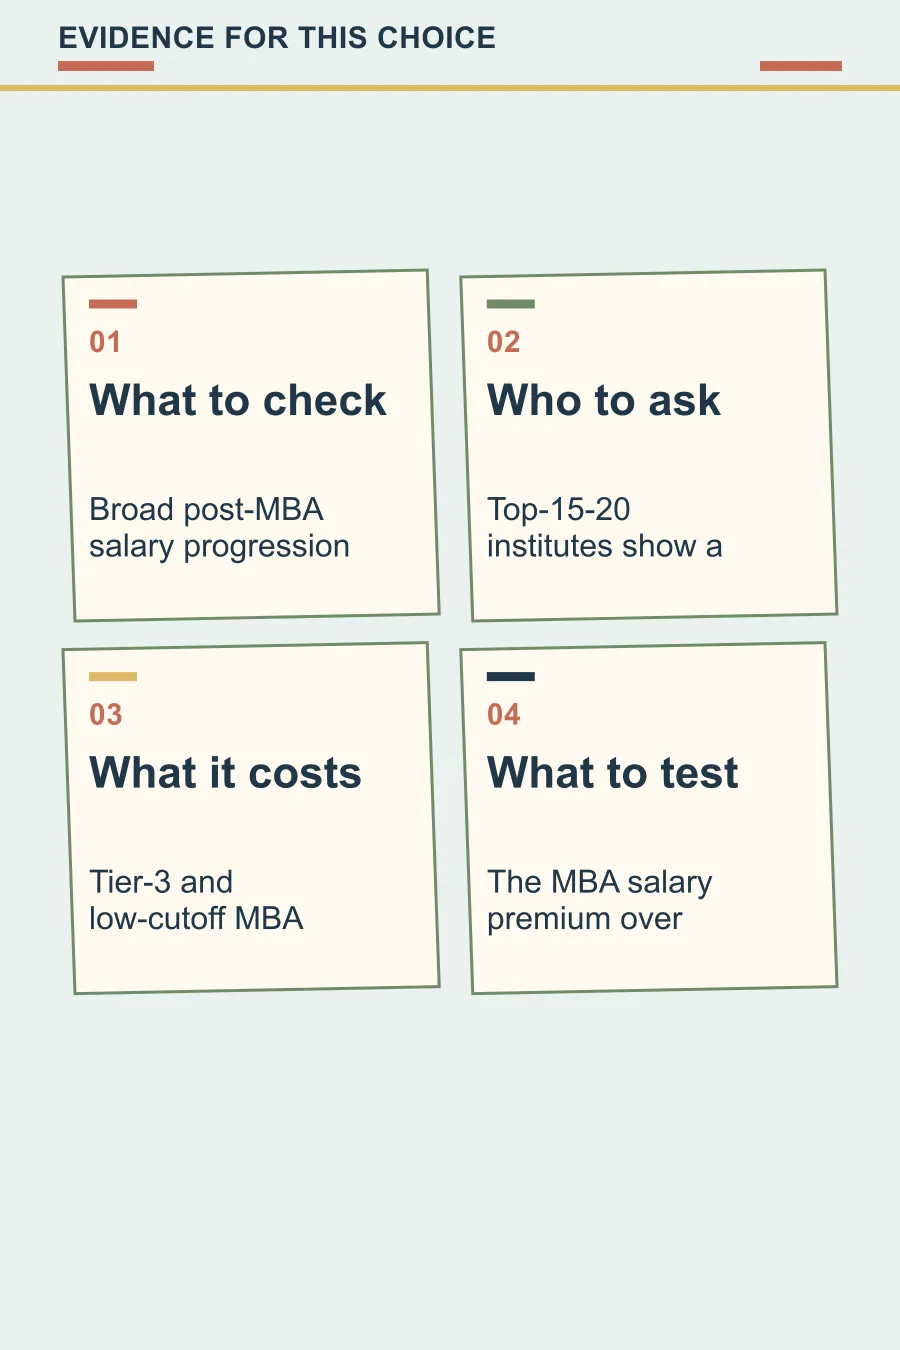 EVIDENCE FOR THIS CHOICE
01
What to check
Broad post-MBA
salary progression
02
Who to ask
Top-15-20
institutes show a
03
What it costs
Tier-3 and
low-cutoff MBA
04
What to test
The MBA salary
premium over